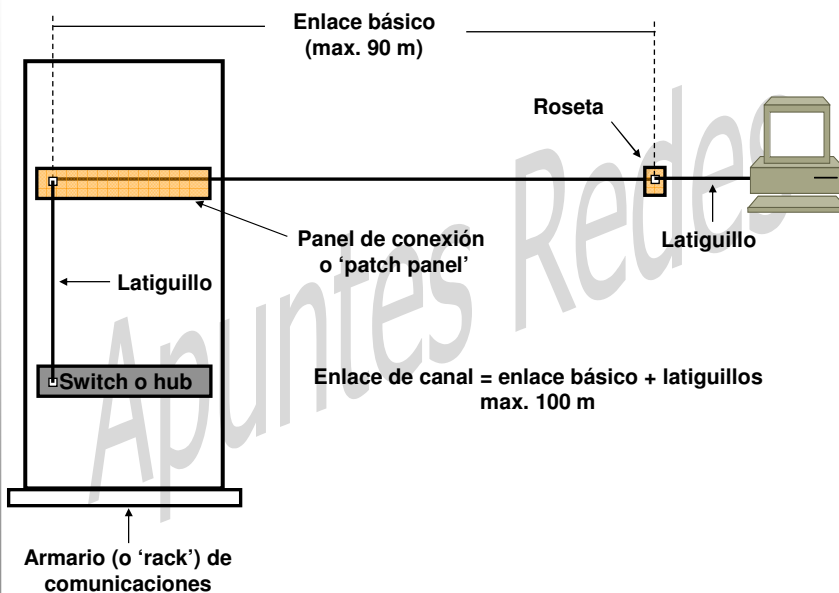 Enlace básico
(max. 90 m)
Roseta
Panel de conexión
o ‘patch panel’
Latiguillo
Latiguillo
Switch o hub
Enlace de canal = enlace básico + latiguillos
max. 100 m
Armario (o ‘rack’) de
comunicaciones
Apuntes Redes